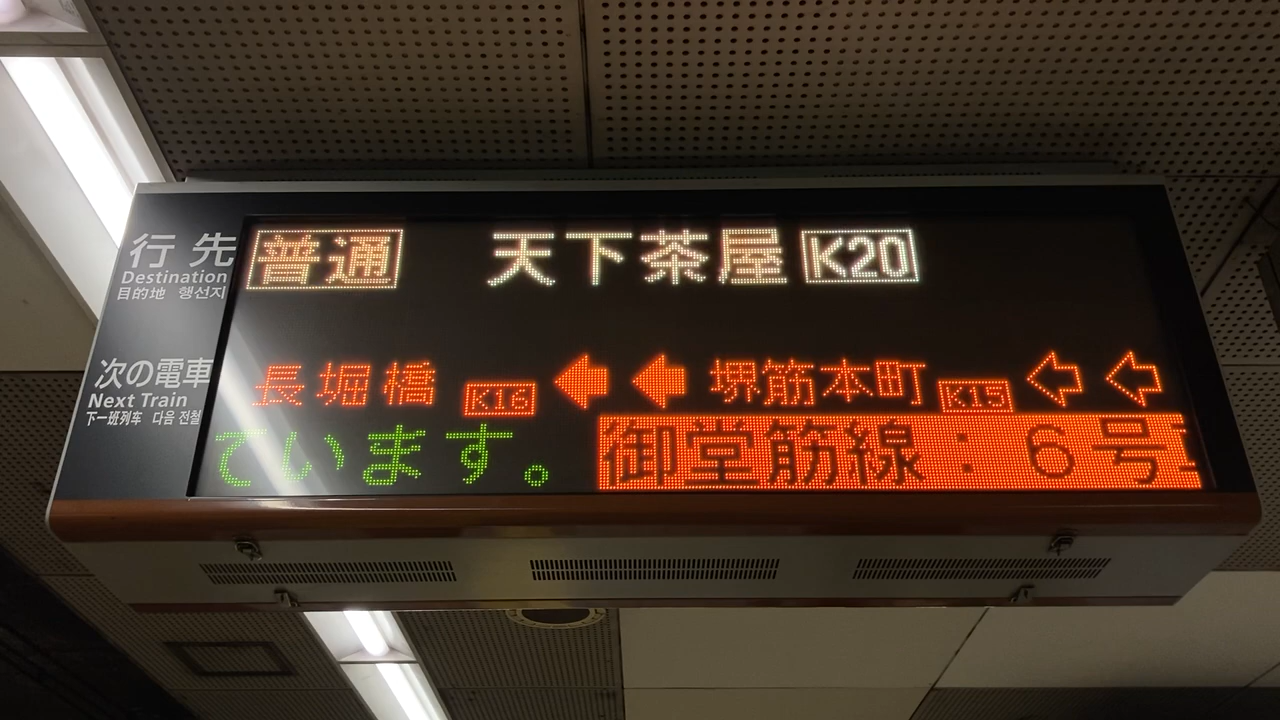 行先 普通 天下茶屋 K20
Destination
目的地 행선지
次の電車 長堀橋 K16 ← ← 堺筋本町 K15 ← ←
Next Train
下一班列车 다음 전철
ています。 御堂筋線：６号